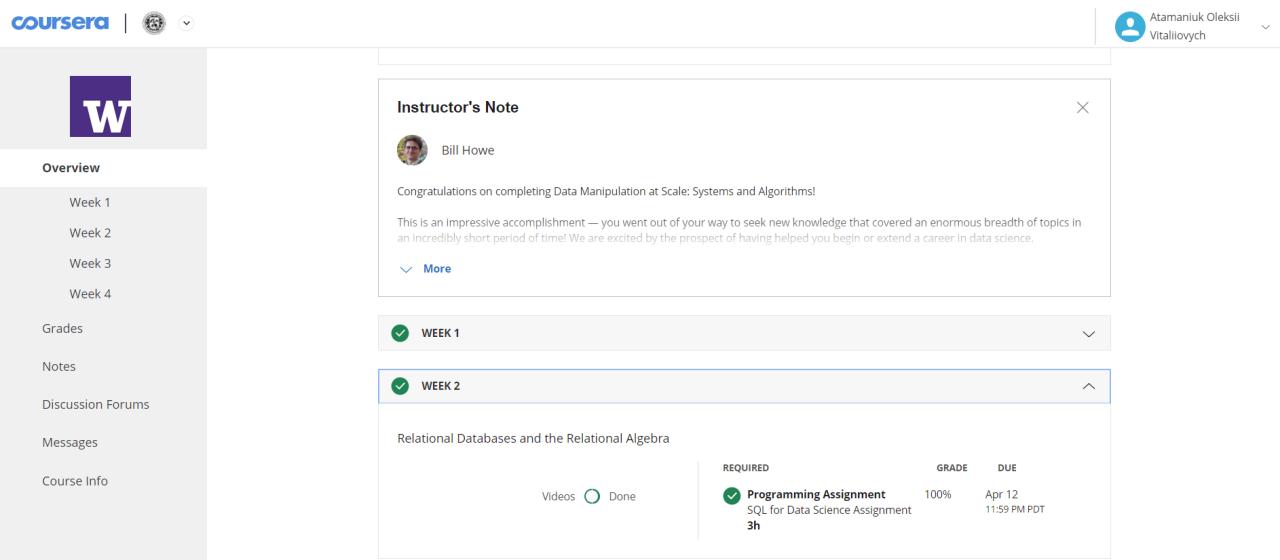 coursera
Atamaniuk Oleksii
Vitaliiovych
W
Overview
Week 1
Week 2
Week 3
Week 4
Grades
Notes
Discussion Forums
Messages
Course Info
Instructor's Note
Bill Howe
Congratulations on completing Data Manipulation at Scale: Systems and Algorithms!
This is an impressive accomplishment — you went out of your way to seek new knowledge that covered an enormous breadth of topics in
an incredibly short period of time! We are excited by the prospect of having helped you begin or extend a career in data science.
More
WEEK 1
WEEK 2
Relational Databases and the Relational Algebra
Videos Done
REQUIRED GRADE DUE
Programming Assignment 100% Apr 12
SQL for Data Science Assignment 11:59 PM PDT
3h